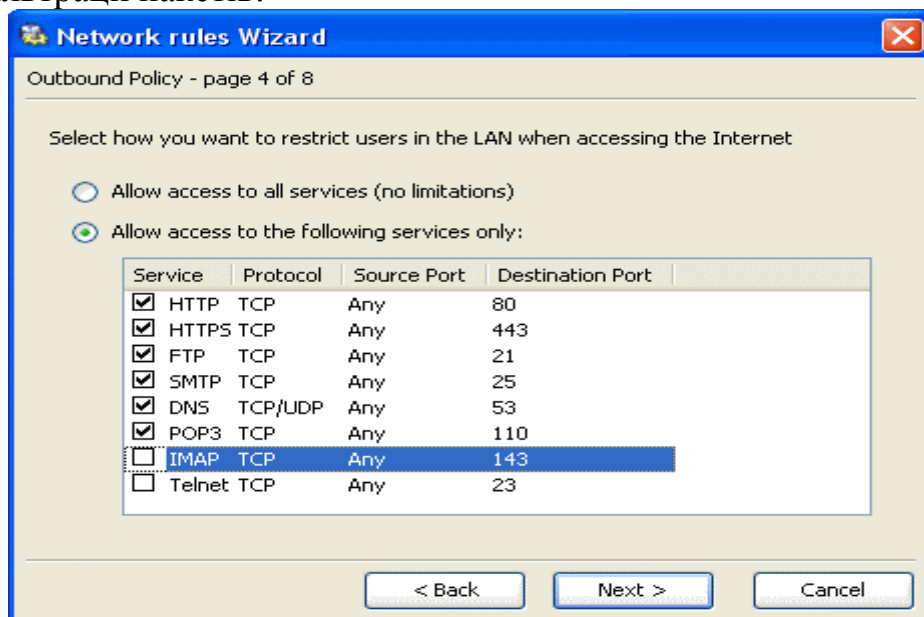 пакетів.
Network rules Wizard
Outbound Policy - page 4 of 8
Select how you want to restrict users in the LAN when accessing the Internet
Allow access to all services (no limitations)
Allow access to the following services only:
Service Protocol Source Port Destination Port
HTTP TCP Any 80
HTTPS TCP Any 443
FTP TCP Any 21
SMTP TCP Any 25
DNS TCP/UDP Any 53
POP3 TCP Any 110
IMAP TCP Any 143
Telnet TCP Any 23
< Back Next > Cancel